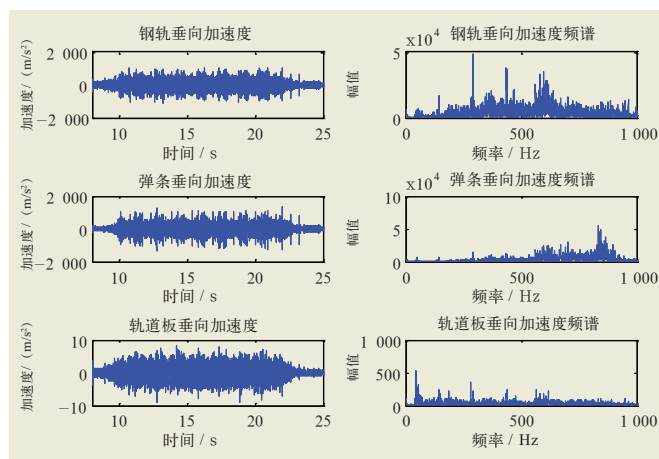 钢轨垂向加速度
加速度/（m/s²）
2 000
0
−2 000
10 15 20 25
时间 / s
钢轨垂向加速度频谱
×10⁴
幅值
5
0
0 500 1 000
频率 / Hz
弹条垂向加速度
加速度/（m/s²）
2 000
0
−2 000
10 15 20 25
时间 / s
弹条垂向加速度频谱
×10⁴
幅值
10
5
0
0 500 1 000
频率 / Hz
轨道板垂向加速度
加速度/（m/s²）
10
0
−10
10 15 20 25
时间 / s
轨道板垂向加速度频谱
幅值
1 000
500
0
0 500 1 000
频率 / Hz